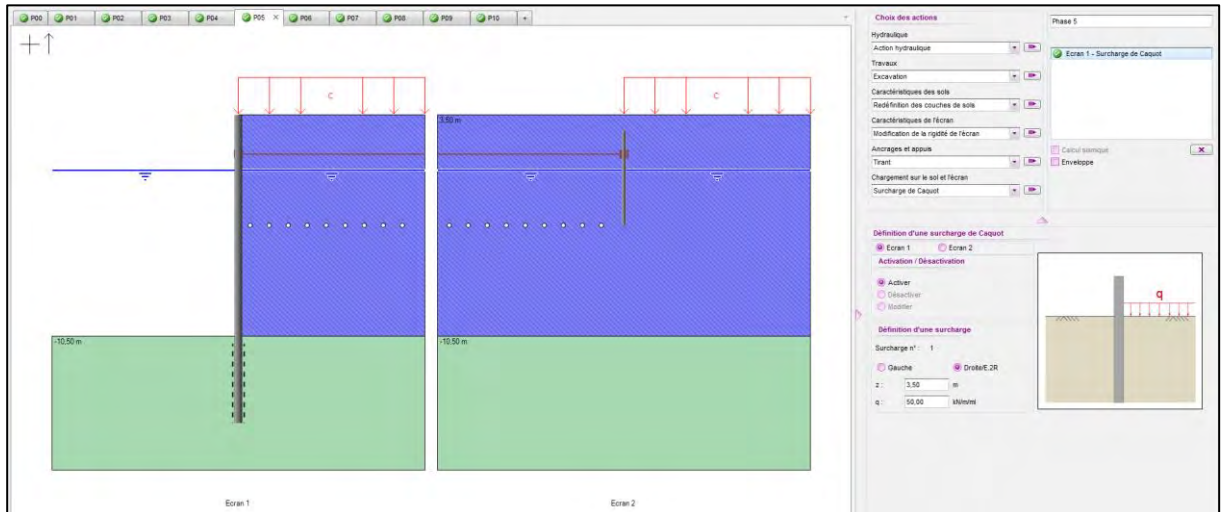 P00 P01 P02 P03 P04 P05 × P06 P07 P08 P09 P10 +
C
C
3,50 m
-10,50 m
-10,50 m
Ecran 1
Ecran 2
Choix des actions
Hydraulique
Action hydraulique
Travaux
Excavation
Caractéristiques des sols
Redéfinition des couches de sols
Caractéristiques de l'écran
Modification de la rigidité de l'écran
Ancrages et appuis
Tirant
Chargement sur le sol et l'écran
Surcharge de Caquot
Phase 5
Ecran 1 - Surcharge de Caquot
Calcul sismique
Enveloppe
Définition d'une surcharge de Caquot
Ecran 1 Ecran 2
Activation / Désactivation
Activer
Désactiver
Modifier
Définition d'une surcharge
Surcharge n° : 1
Gauche Droite/E.2R
z : 3,50 m
q : 50,00 kN/m/ml
q